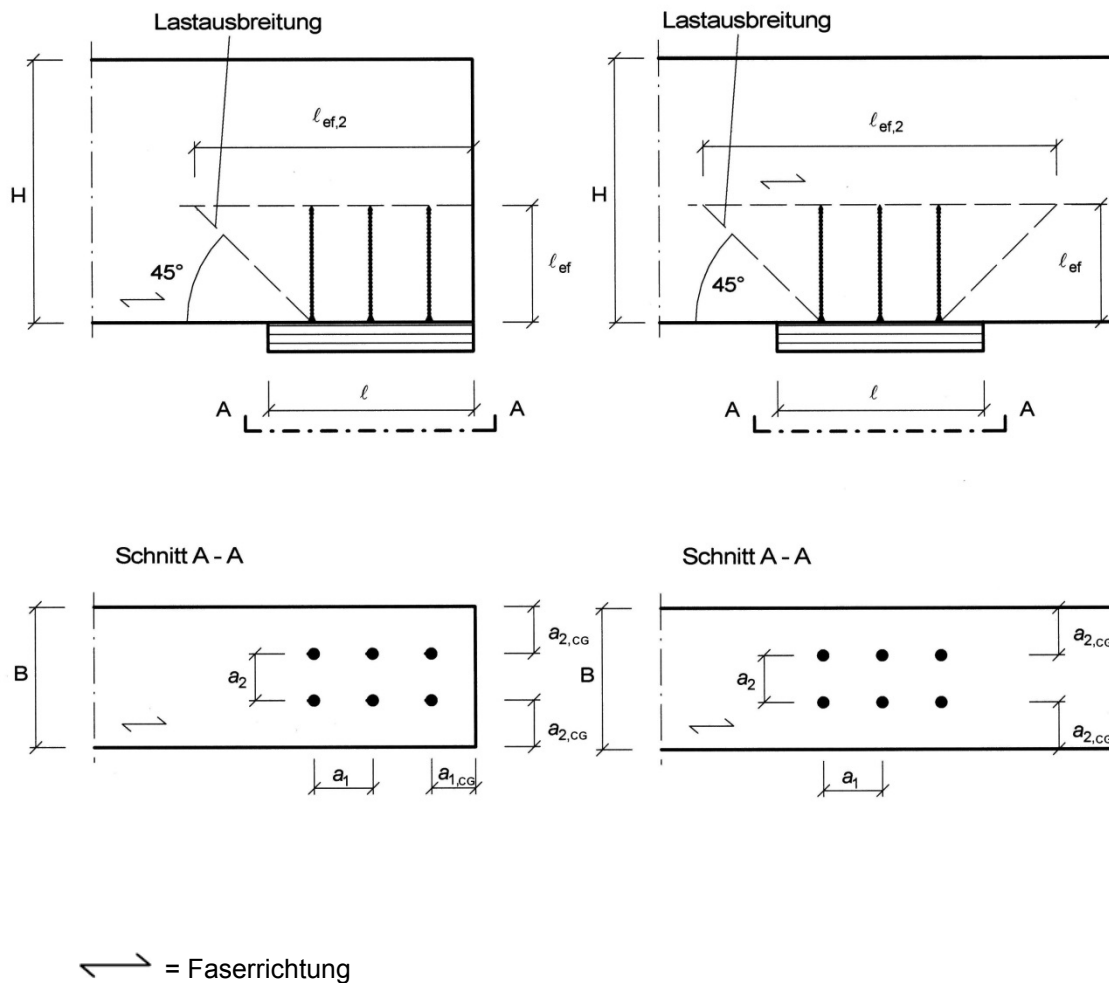 Lastausbreitung
Lastausbreitung
ℓef,2
ℓef,2
H
H
45°
ℓef
45°
ℓef
ℓ
ℓ
A
A
A
A
Schnitt A - A
Schnitt A - A
B
a2
a2,CG
a2,CG
a1
a1,CG
B
a2
a2,CG
a2,CG
a1
= Faserrichtung